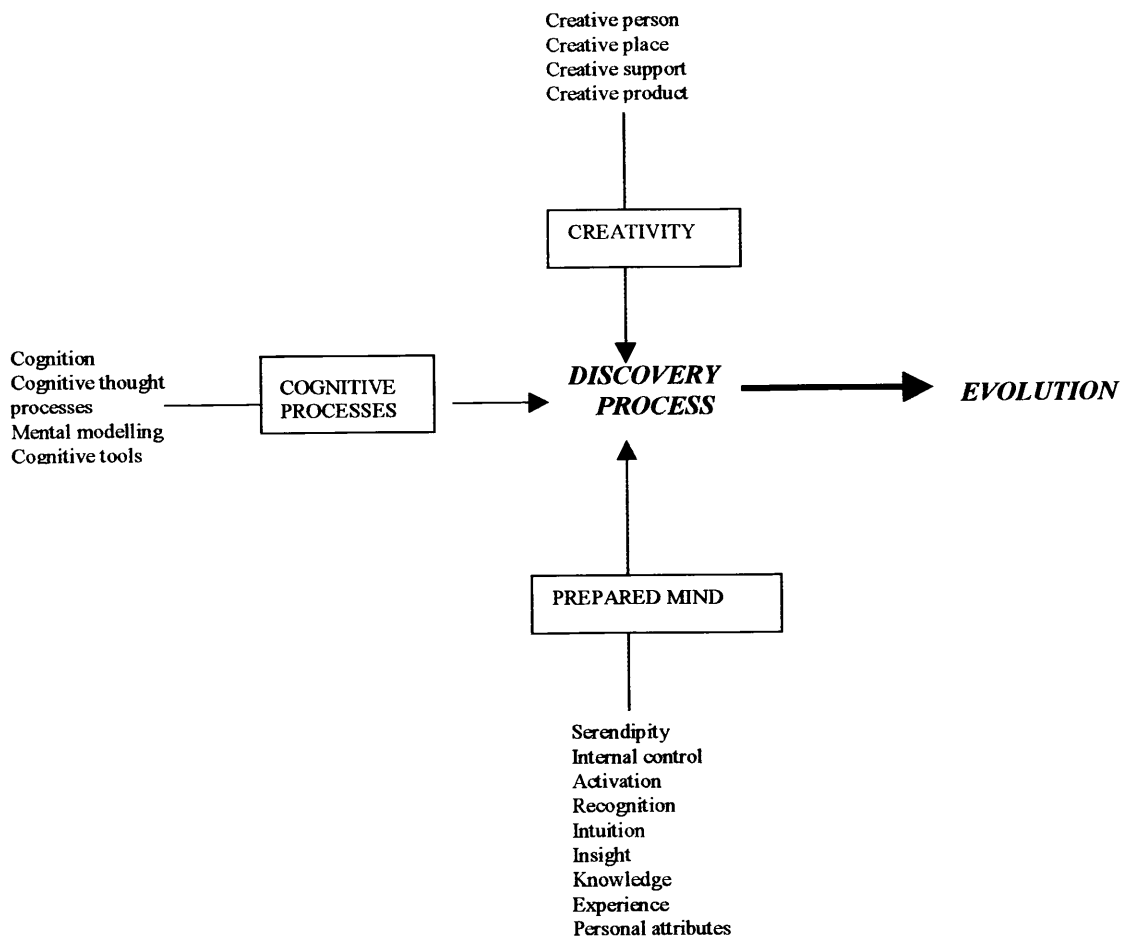 Creative person
Creative place
Creative support
Creative product
CREATIVITY
Cognition
Cognitive thought
processes
Mental modelling
Cognitive tools
COGNITIVE
PROCESSES
DISCOVERY
PROCESS
EVOLUTION
PREPARED MIND
Serendipity
Internal control
Activation
Recognition
Intuition
Insight
Knowledge
Experience
Personal attributes